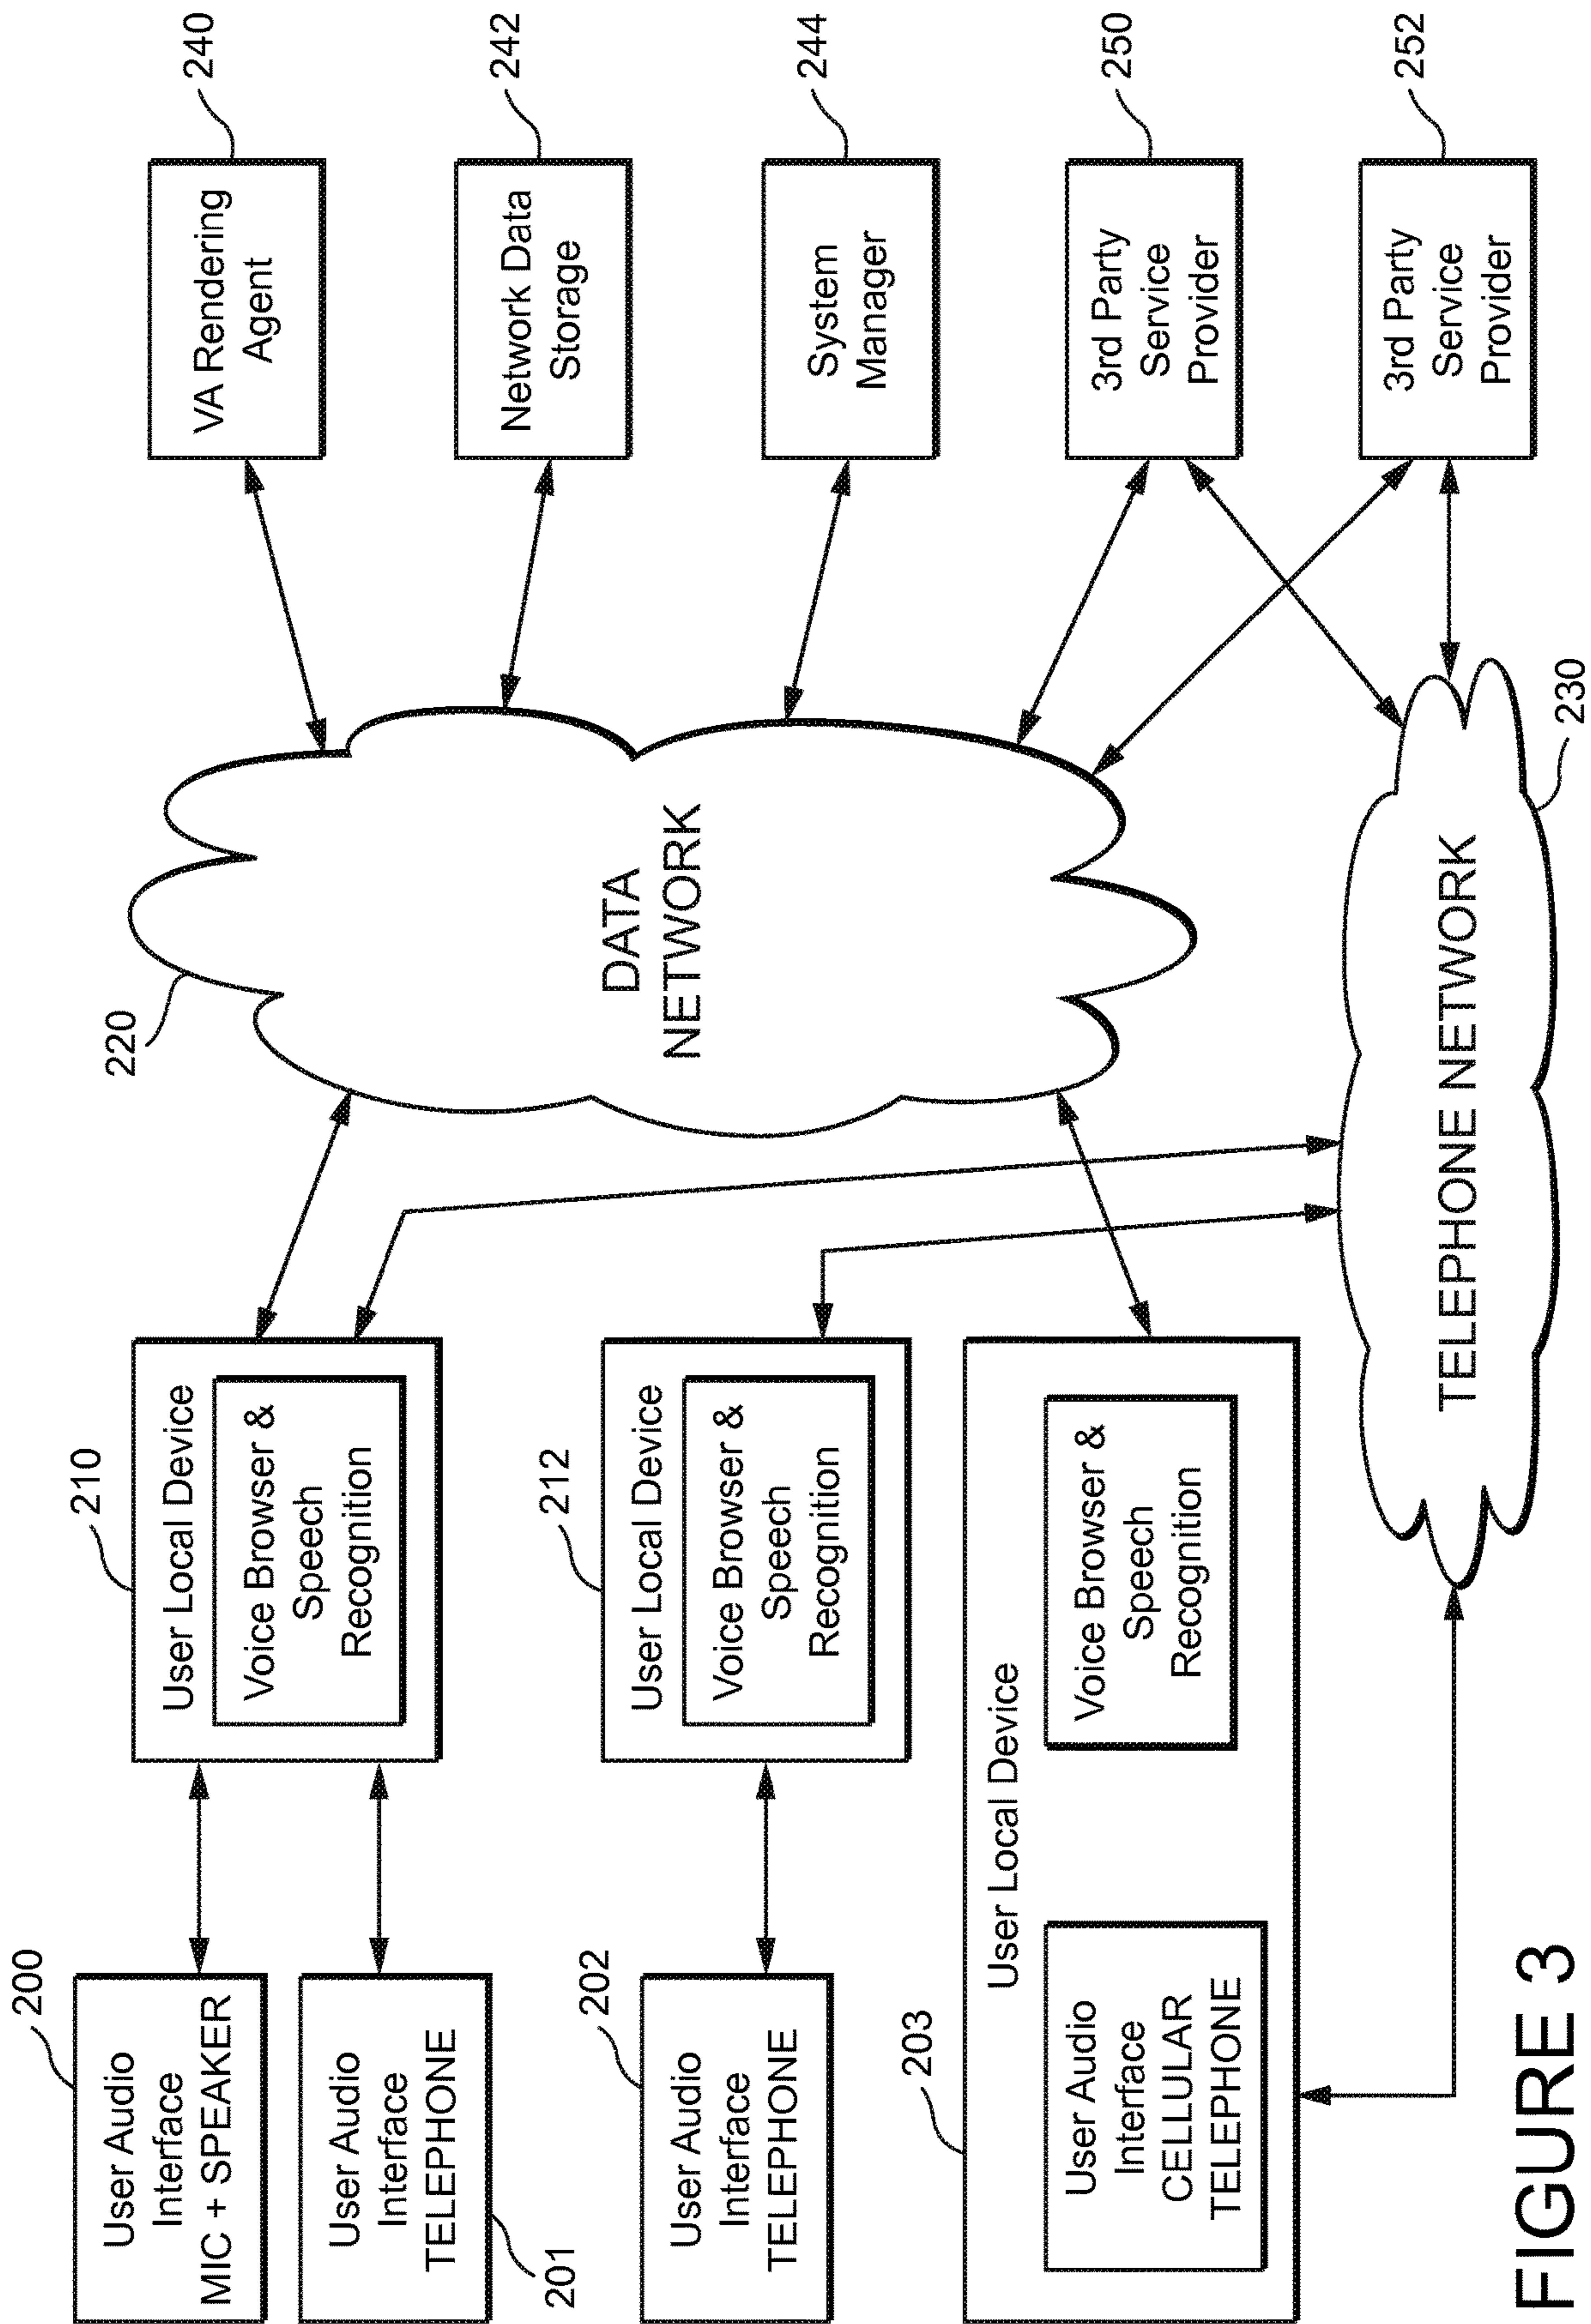 200
User Audio
Interface
MIC + SPEAKER
User Audio
Interface
TELEPHONE
201
202
User Audio
Interface
TELEPHONE
203
User Local Device
User Audio
Interface
CELLULAR
TELEPHONE
Voice Browser &
Speech
Recognition
210
User Local Device
Voice Browser &
Speech
Recognition
212
User Local Device
Voice Browser &
Speech
Recognition
220
DATA
NETWORK
TELEPHONE NETWORK
230
VA Rendering
Agent
240
Network Data
Storage
242
System
Manager
244
3rd Party
Service
Provider
250
3rd Party
Service
Provider
252
FIGURE 3